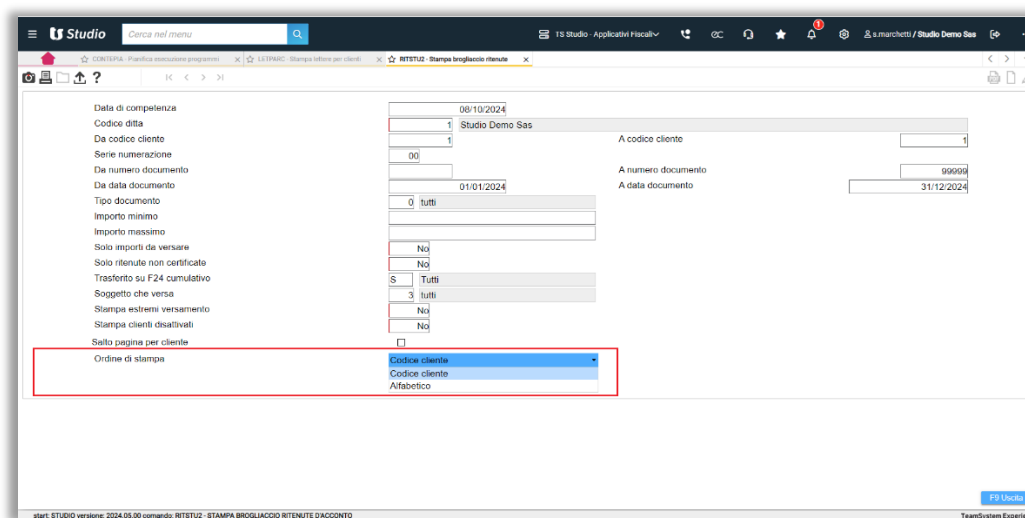 Studio Cerca nel menu TS Studio - Applicativi Fiscali 1 s.marchetti / Studio Demo Sas
CONTEPIA - Pianifica esecuzione programmi x LETPARC - Stampa lettere per clienti x RITSTU2 - Stampa brogliaccio ritenute x
Data di competenza 08/10/2024
Codice ditta 1 Studio Demo Sas
Da codice cliente 1 A codice cliente 1
Serie numerazione 00
Da numero documento A numero documento 99999
Da data documento 01/01/2024 A data documento 31/12/2024
Tipo documento 0 tutti
Importo minimo
Importo massimo
Solo importi da versare No
Solo ritenute non certificate No
Trasferito su F24 cumulativo S Tutti
Soggetto che versa 3 tutti
Stampa estremi versamento No
Stampa clienti disattivati No
Salto pagina per cliente
Ordine di stampa Codice cliente
Codice cliente
Alfabetico
F9 Uscita
start: STUDIO versione: 2024.05.00 comando: RITSTU2 - STAMPA BROGLIACCIO RITENUTE D'ACCONTO TeamSystem Experie